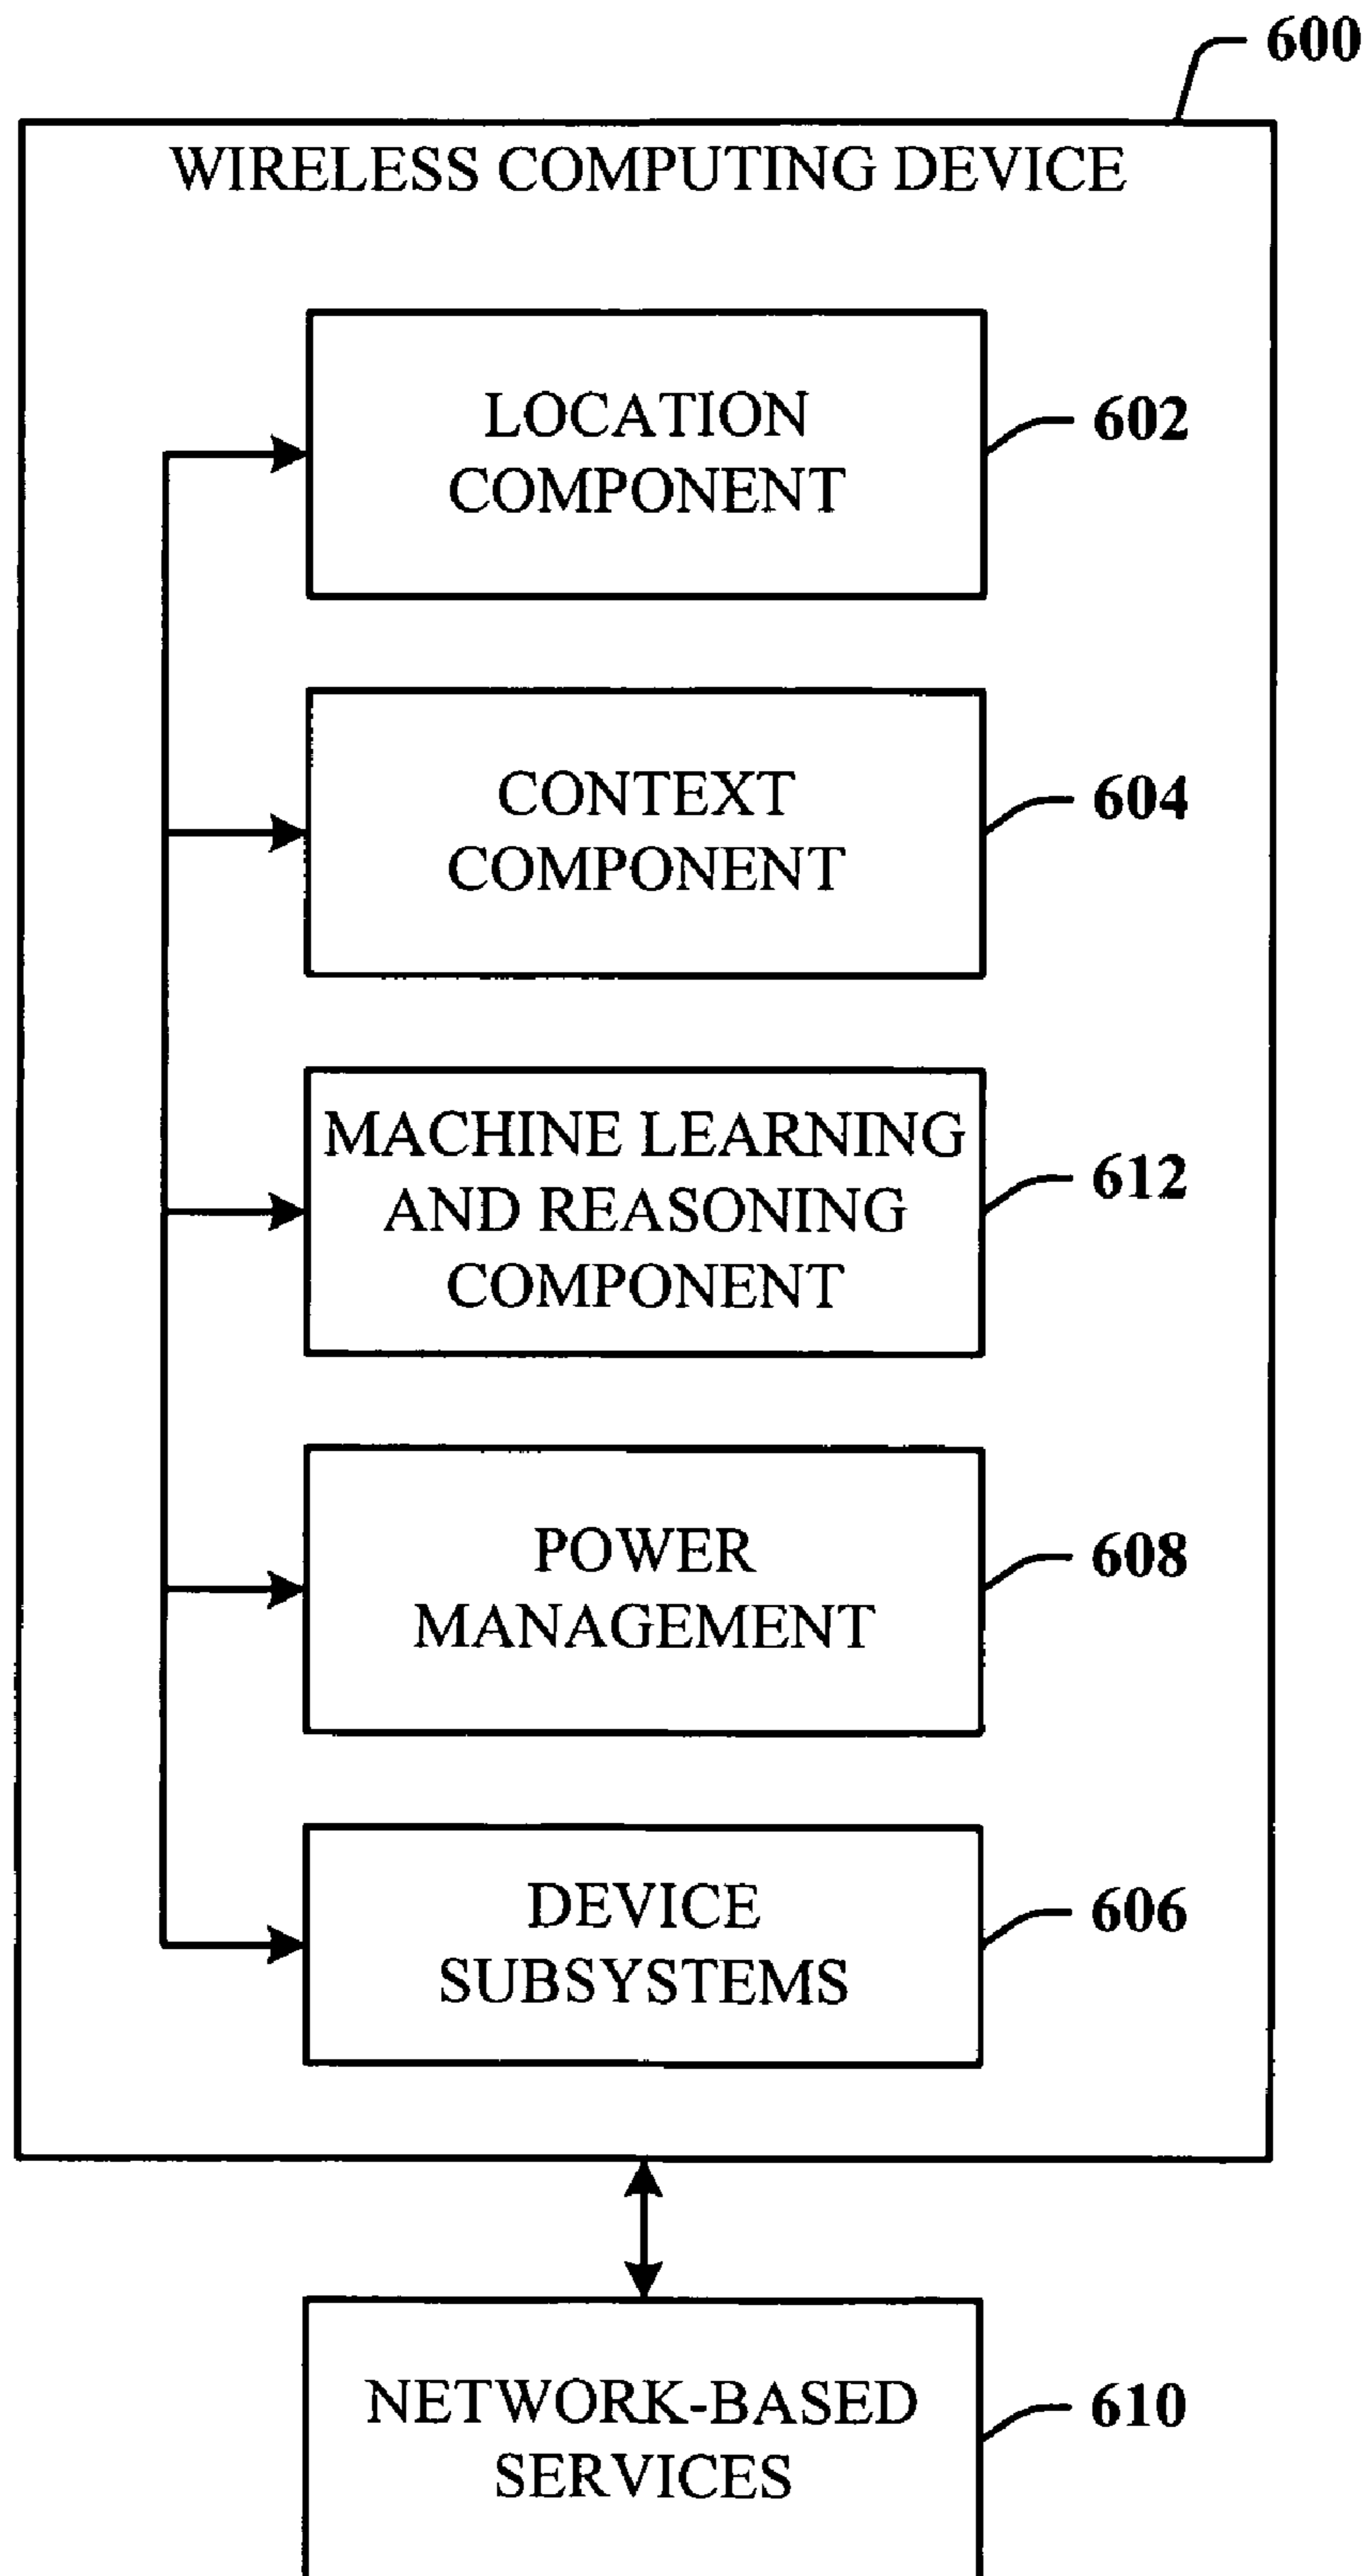 600
WIRELESS COMPUTING DEVICE
LOCATION
COMPONENT
602
CONTEXT
COMPONENT
604
MACHINE LEARNING
AND REASONING
COMPONENT
612
POWER
MANAGEMENT
608
DEVICE
SUBSYSTEMS
606
NETWORK-BASED
SERVICES
610